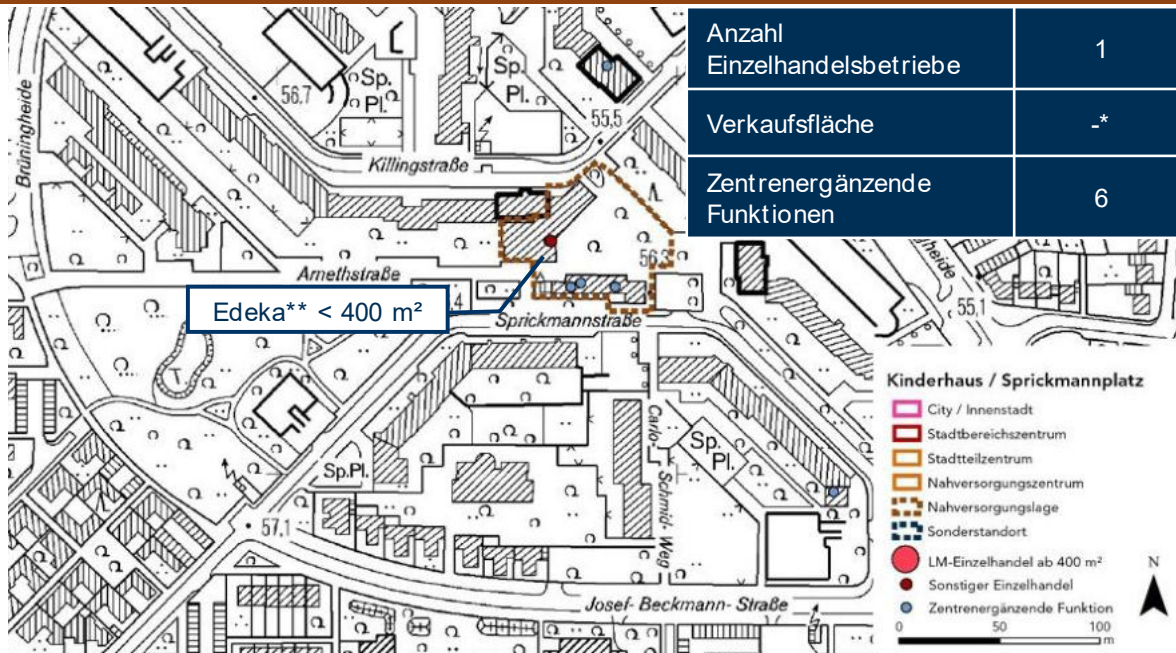 Anzahl
Einzelhandelsbetriebe
1
Verkaufsfläche
-*
Zentrenergänzende
Funktionen
6
Brüningheide
56.7
Sp.
Pl.
Sp.
Pl.
55,5
Killingstraße
56.3
Arnethstraße
Edeka** < 400 m²
Sprickmannstraße
55,1
Carlo-
Schmid-Weg
Sp.
Pl.
Sp.Pl.
57,1
Josef-Beckmann-Straße
Kinderhaus / Sprickmannplatz
City / Innenstadt
Stadtbereichszentrum
Stadtteilzentrum
Nahversorgungszentrum
Nahversorgungslage
Sonderstandort
LM-Einzelhandel ab 400 m²
Sonstiger Einzelhandel
Zentrenergänzende Funktion
N
0 50 100
m